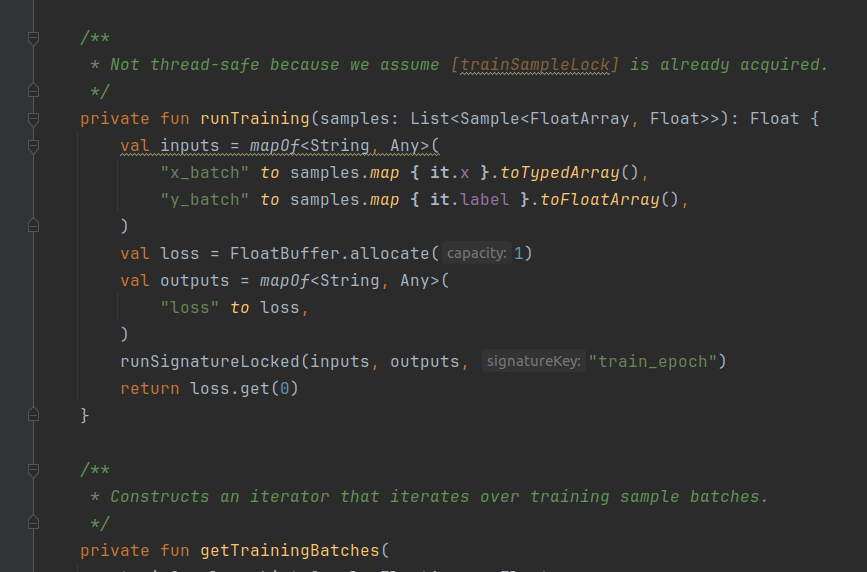 /**
 * Not thread-safe because we assume [trainSampleLock] is already acquired.
 */
private fun runTraining(samples: List<Sample<FloatArray, Float>>): Float {
    val inputs = mapOf<String, Any>(
        "x_batch" to samples.map { it.x }.toTypedArray(),
        "y_batch" to samples.map { it.label }.toFloatArray(),
    )
    val loss = FloatBuffer.allocate( capacity: 1)
    val outputs = mapOf<String, Any>(
        "loss" to loss,
    )
    runSignatureLocked(inputs, outputs, signatureKey: "train_epoch")
    return loss.get(0)
}
/**
 * Constructs an iterator that iterates over training sample batches.
 */
private fun getTrainingBatches(